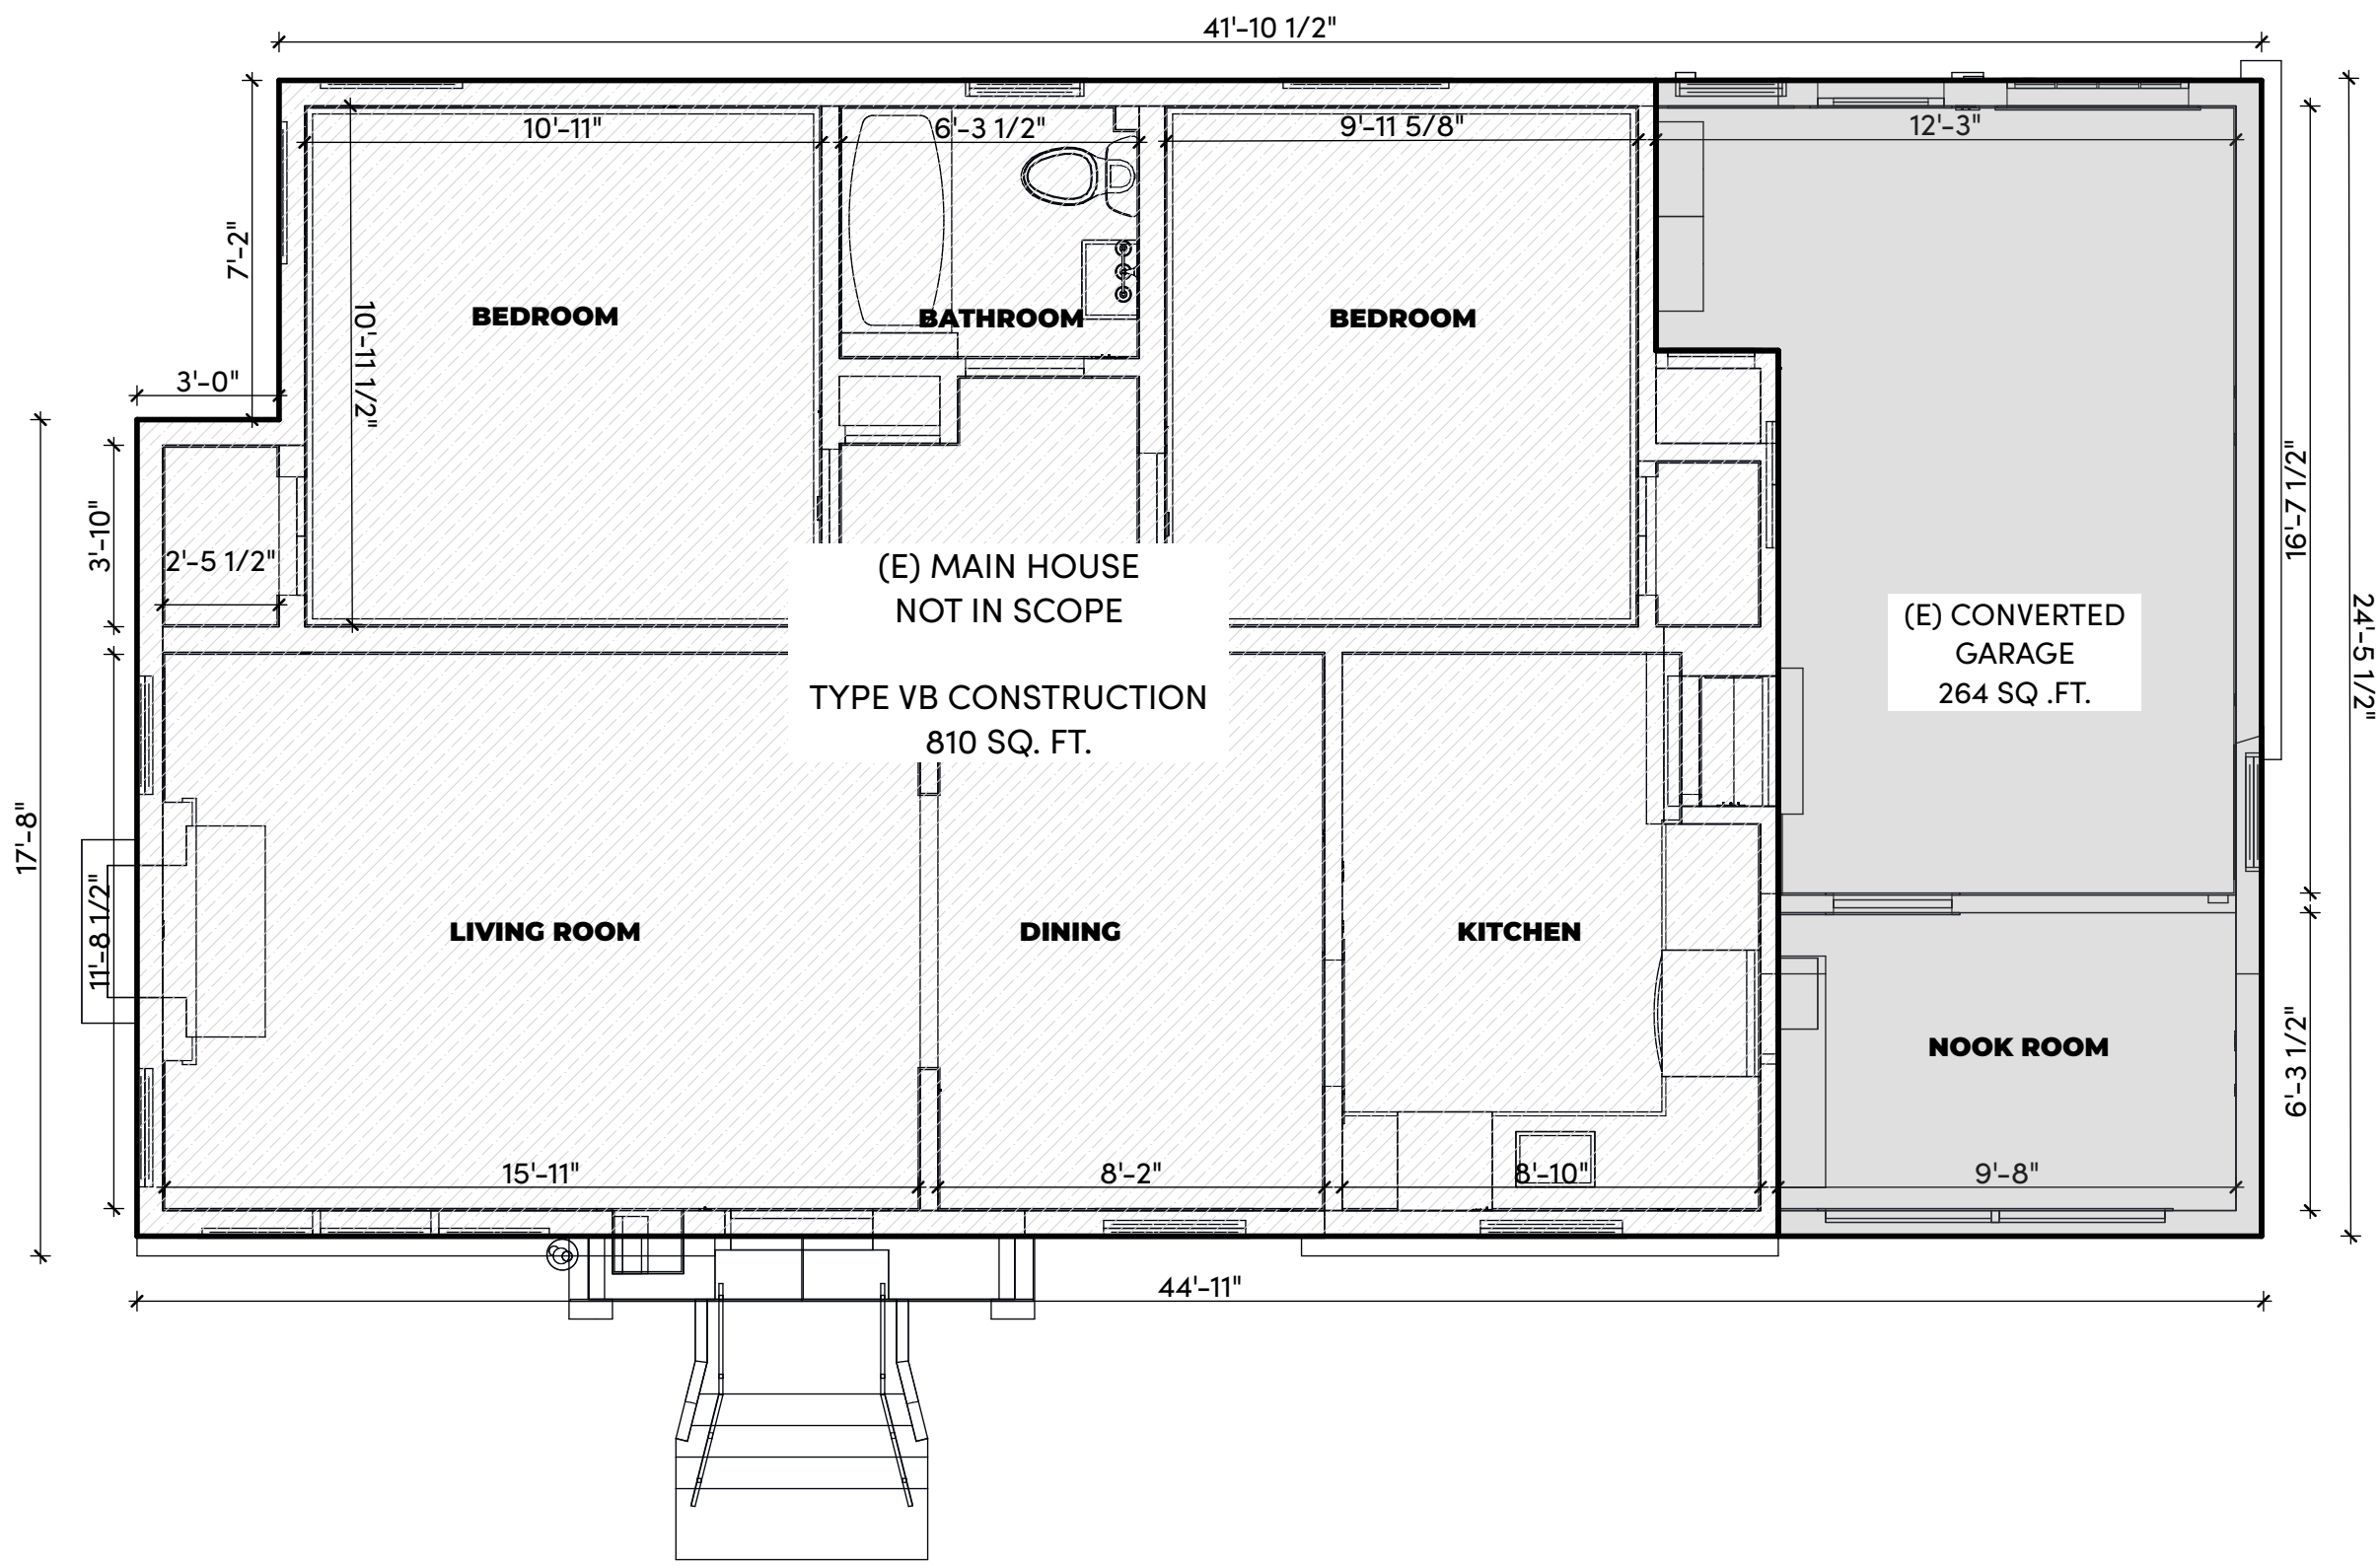 41'-10 1/2"
10'-11"
6'-3 1/2"
9'-11 5/8"
12'-3"
7'-2"
10'-11 1/2"
BEDROOM
BATHROOM
BEDROOM
3'-0"
3'-10"
2'-5 1/2"
16'-7 1/2"
24'-5 1/2"
(E) MAIN HOUSE
NOT IN SCOPE
TYPE VB CONSTRUCTION
810 SQ. FT.
(E) CONVERTED
GARAGE
264 SQ .FT.
17'-8"
11'-8 1/2"
LIVING ROOM
DINING
KITCHEN
NOOK ROOM
6'-3 1/2"
15'-11"
8'-2"
8'-10"
9'-8"
44'-11"